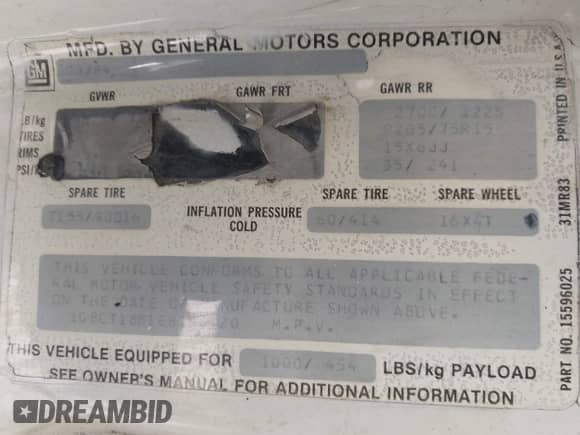 GM
MFD. BY GENERAL MOTORS CORPORATION
GVWR GAWR FRT GAWR RR
LB/kg 2700/ 1225
TIRES P205/75R15
RIMS 15X6JJ
PSI/ 35/ 241
SPARE TIRE SPARE TIRE SPARE WHEEL
INFLATION PRESSURE 60/414 16X4T
COLD
THIS VEHICLE CONFORMS TO ALL APPLICABLE FEDE-
RAL MOTOR VEHICLE SAFETY STANDARDS IN EFFECT
ON THE DATE OF MANUFACTURE SHOWN ABOVE.
M.P.V.
THIS VEHICLE EQUIPPED FOR 1000/ 454 LBS/kg PAYLOAD
SEE OWNER'S MANUAL FOR ADDITIONAL INFORMATION
PART NO. 15596025 31MR83 PRINTED IN U.S.A.
DREAMBID